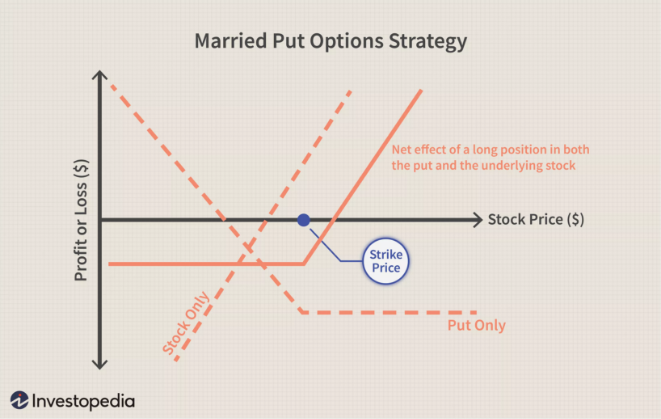 Married Put Options Strategy
Profit or Loss ($)
Net effect of a long position in both
the put and the underlying stock
Stock Price ($)
Strike
Price
Stock Only
Put Only
Investopedia